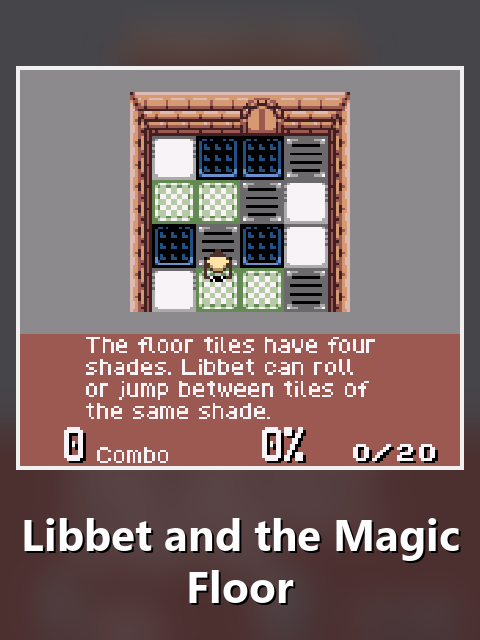 The floor tiles have four
shades. Libbet can roll
or jump between tiles of
the same shade.
0 Combo 0% 0/20
Libbet and the Magic
Floor